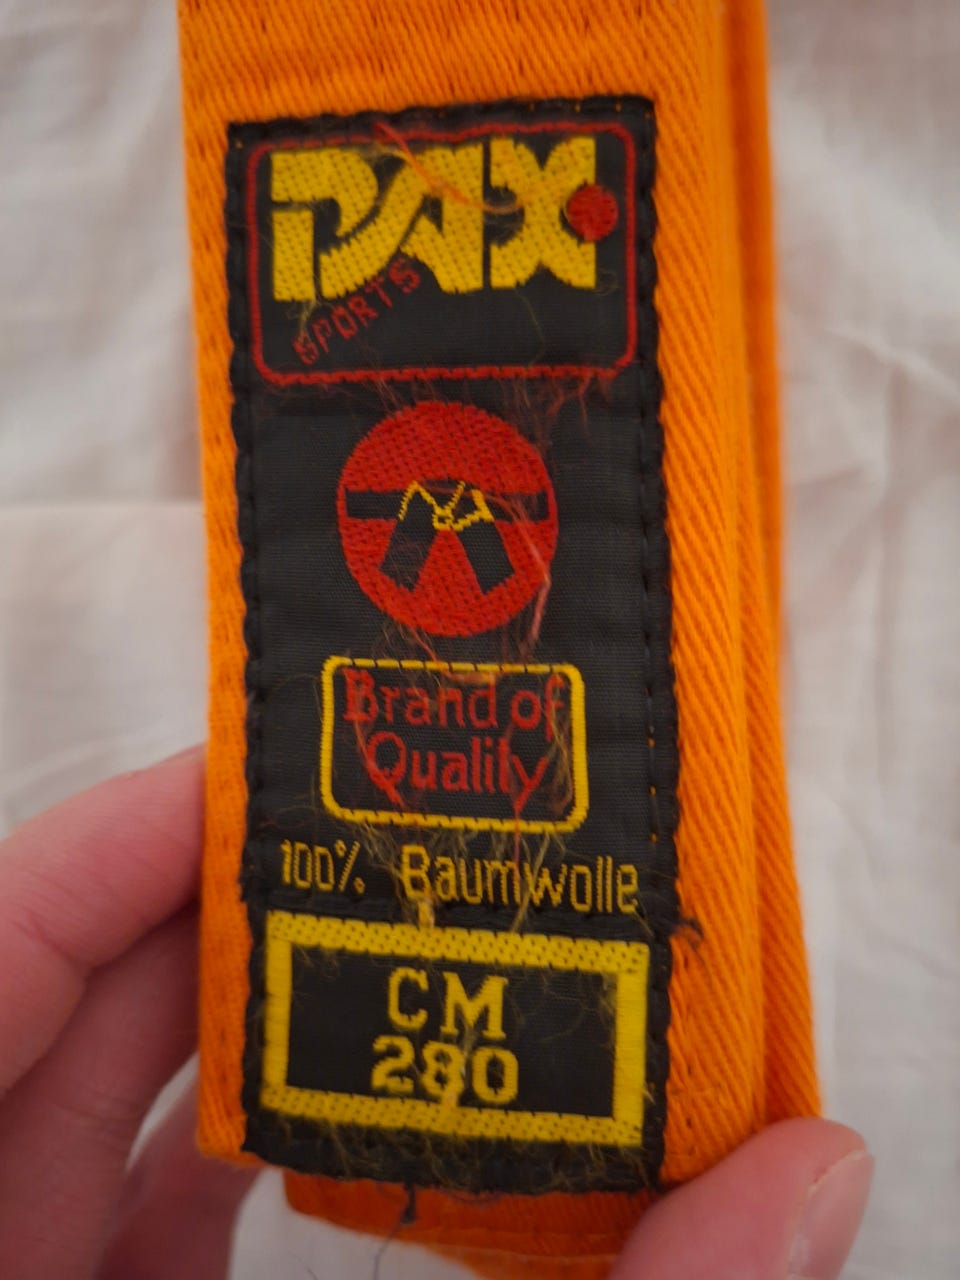 DAX
SPORTS
Brand of
Quality
100% Baumwolle
CM
280